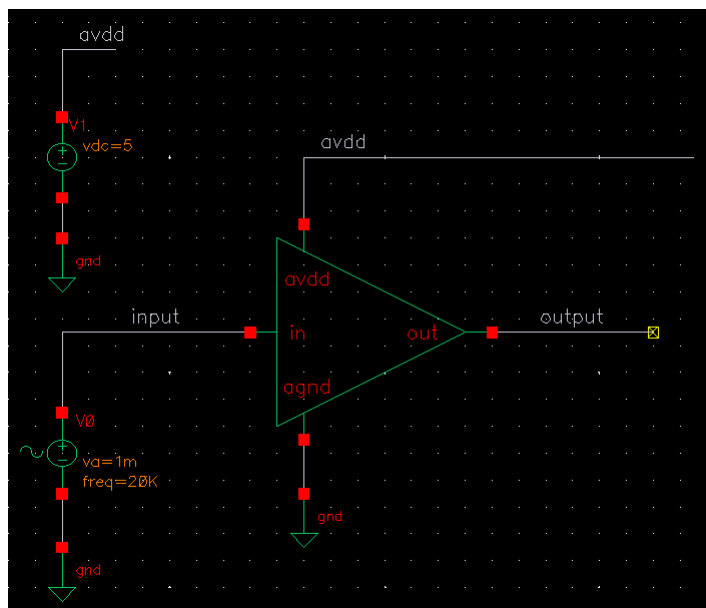 avdd
V1
vdc=5
gnd
avdd
avdd
input
in
out
output
agnd
V0
va=1m
freq=20K
gnd
gnd